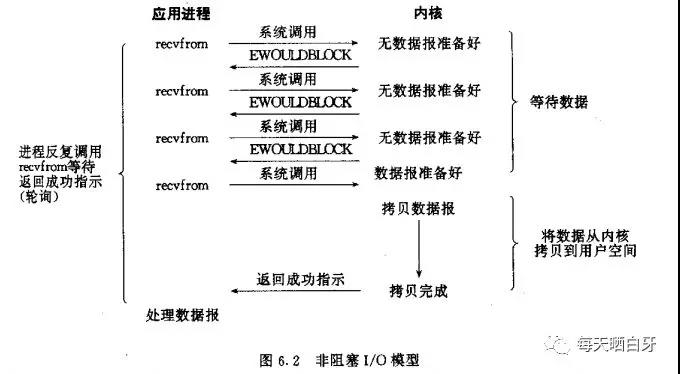 应用进程 内核
recvfrom 系统调用 无数据报准备好
EWOULDBLOCK
recvfrom 系统调用 无数据报准备好
EWOULDBLOCK
recvfrom 系统调用 无数据报准备好
EWOULDBLOCK
recvfrom 系统调用 数据报准备好
等待数据
进程反复调用
recvfrom等待
返回成功指示
(轮询)
拷贝数据报
将数据从内核
拷贝到用户空间
返回成功指示 拷贝完成
处理数据报
图 6.2 非阻塞 I/O 模型
每天晒白牙